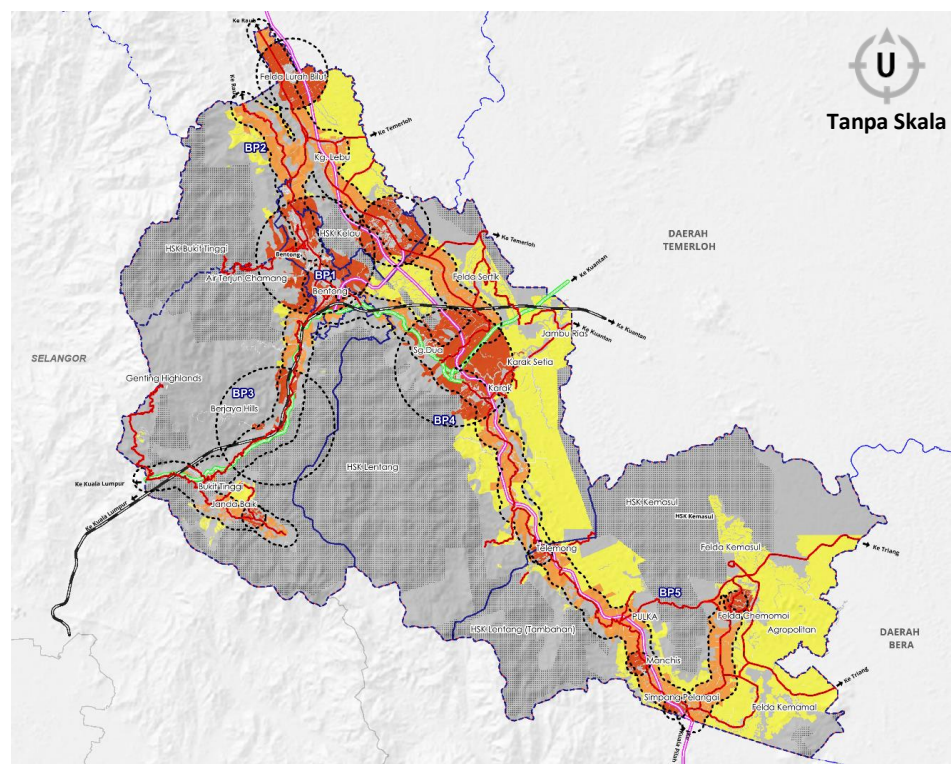 Ke Raub
U
Felda Lurah Bilut
Tanpa Skala
Ke Temerloh
BP2
Kg. Lebu
HSK Kelau
DAERAH
TEMERLOH
HSK Bukit Tinggi
Ke Temerloh
Bentong
Ke Kuantan
Air Terjun Chamang
BP1
Felda Sertik
Bentong
Ke Kuantan
Ke Kuantan
Jambu Rias
Sg.Dua
SELANGOR
Karak Setia
Genting Highlands
Karak
BP3
Berjaya Hills
BP4
HSK Lentang
Ke Kuala Lumpur
Bukit Tinggi
Ke Kuala Lumpur
Janda Baik
HSK Kemasul
HSK Kemasul
Telemong
Felda Kemasul
Ke Triang
BP5
PULKA
Felda Chemomoi
HSK Lentang (Tambahan)
Agropolitan
DAERAH
BERA
Manchis
Ke Triang
Simpang Pelangai
Felda Kemamal